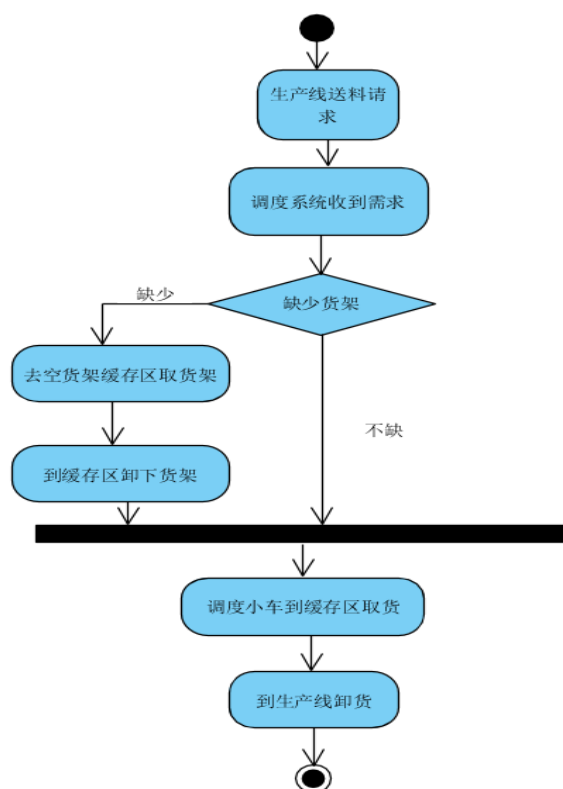 生产线送料请
求
调度系统收到需求
缺少货架
缺少
去空货架缓存区取货架
不缺
到缓存区卸下货架
调度小车到缓存区取货
到生产线卸货